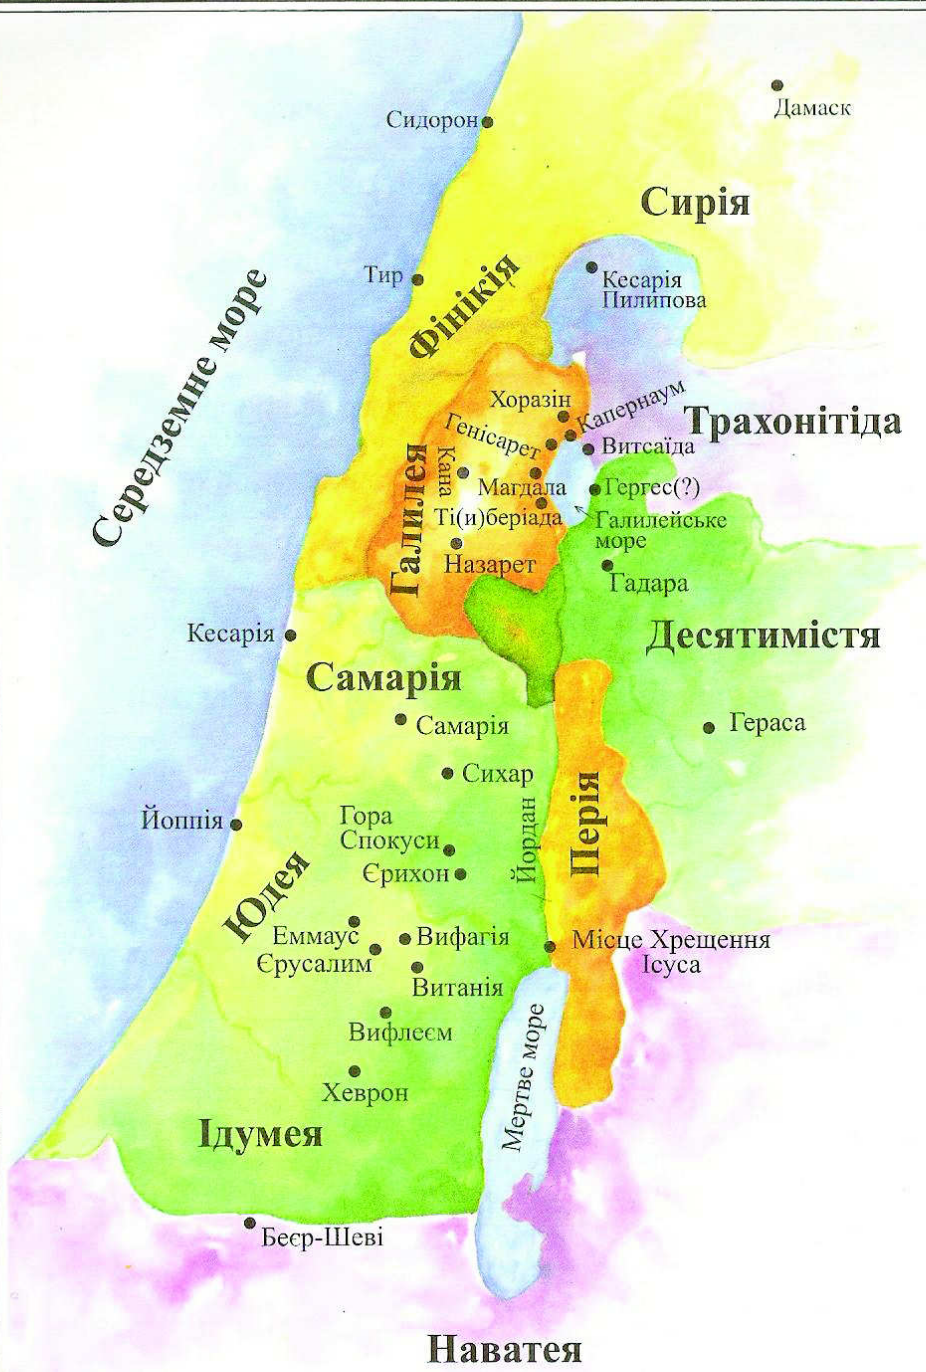 Дамаск
Сидорон
Сирія
Тир
Кесарія
Пилипова
Фінікія
Середземне море
Хоразін
Капернаум
Трахонітіда
Генісарет
Витсаїда
Кана
Магдала
Гергес(?)
Галилея
Ті(и)беріада
Галилейське
море
Назарет
Гадара
Кесарія
Десятимістя
Самарія
Самарія
Гераса
Сихар
Йоппія
Гора
Спокуси
Йордан
Перія
Єрихон
Юдея
Еммаус
Вифагія
Місце Хрещення
Ісуса
Єрусалим
Витанія
Вифлеєм
Мертве море
Хеврон
Ідумея
Беєр-Шеві
Наватея